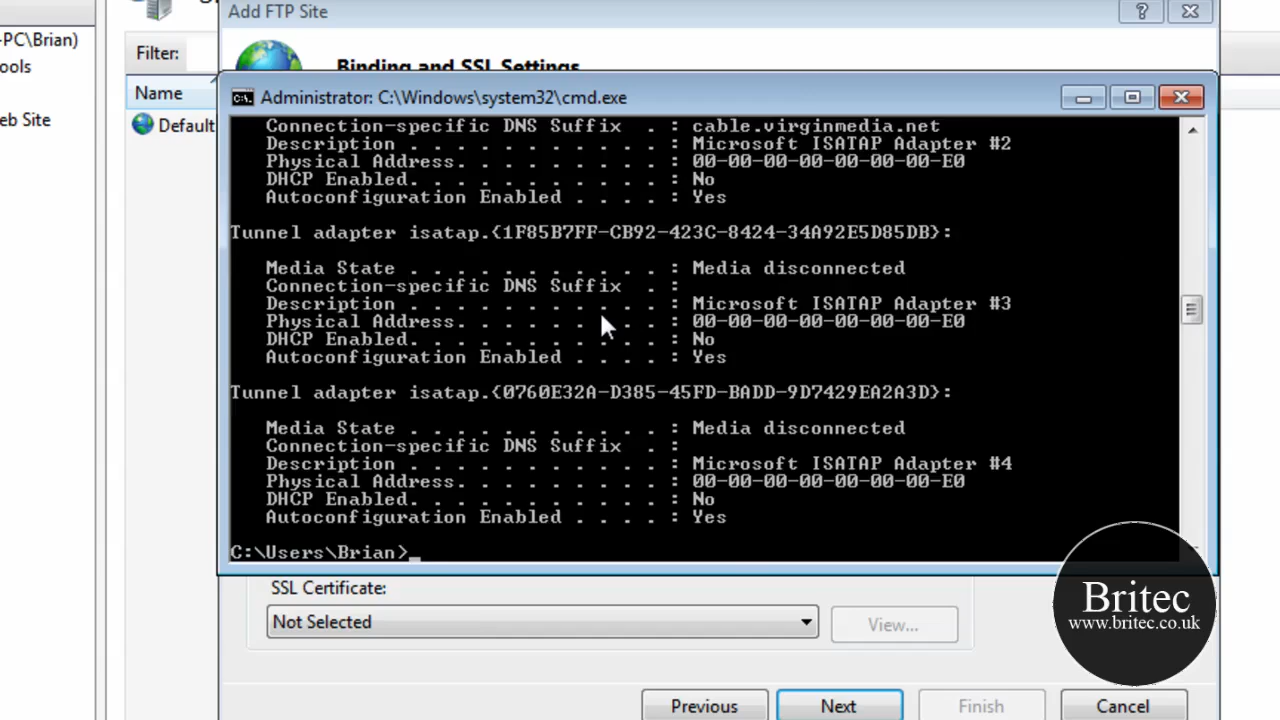 Add FTP Site
-PC\Brian)
Filter:
Binding and SSL Settings
ools
Name
Administrator: C:\Windows\system32\cmd.exe
eb Site
Default
Connection-specific DNS Suffix . : cable.virginmedia.net
Description . . . . . . . . . . . : Microsoft ISATAP Adapter #2
Physical Address. . . . . . . . . : 00-00-00-00-00-00-00-E0
DHCP Enabled. . . . . . . . . . . : No
Autoconfiguration Enabled . . . . : Yes
Tunnel adapter isatap.{1F85B7FF-CB92-423C-8424-34A92E5D85DB}:
Media State . . . . . . . . . . . : Media disconnected
Connection-specific DNS Suffix . :
Description . . . . . . . . . . . : Microsoft ISATAP Adapter #3
Physical Address. . . . . . . . . : 00-00-00-00-00-00-00-E0
DHCP Enabled. . . . . . . . . . . : No
Autoconfiguration Enabled . . . . : Yes
Tunnel adapter isatap.{0760E32A-D385-45FD-BADD-9D7429EA2A3D}:
Media State . . . . . . . . . . . : Media disconnected
Connection-specific DNS Suffix . :
Description . . . . . . . . . . . : Microsoft ISATAP Adapter #4
Physical Address. . . . . . . . . : 00-00-00-00-00-00-00-E0
DHCP Enabled. . . . . . . . . . . : No
Autoconfiguration Enabled . . . . : Yes
C:\Users\Brian>_
SSL Certificate:
Not Selected
View...
Britec
www.britec.co.uk
Previous
Next
Finish
Cancel